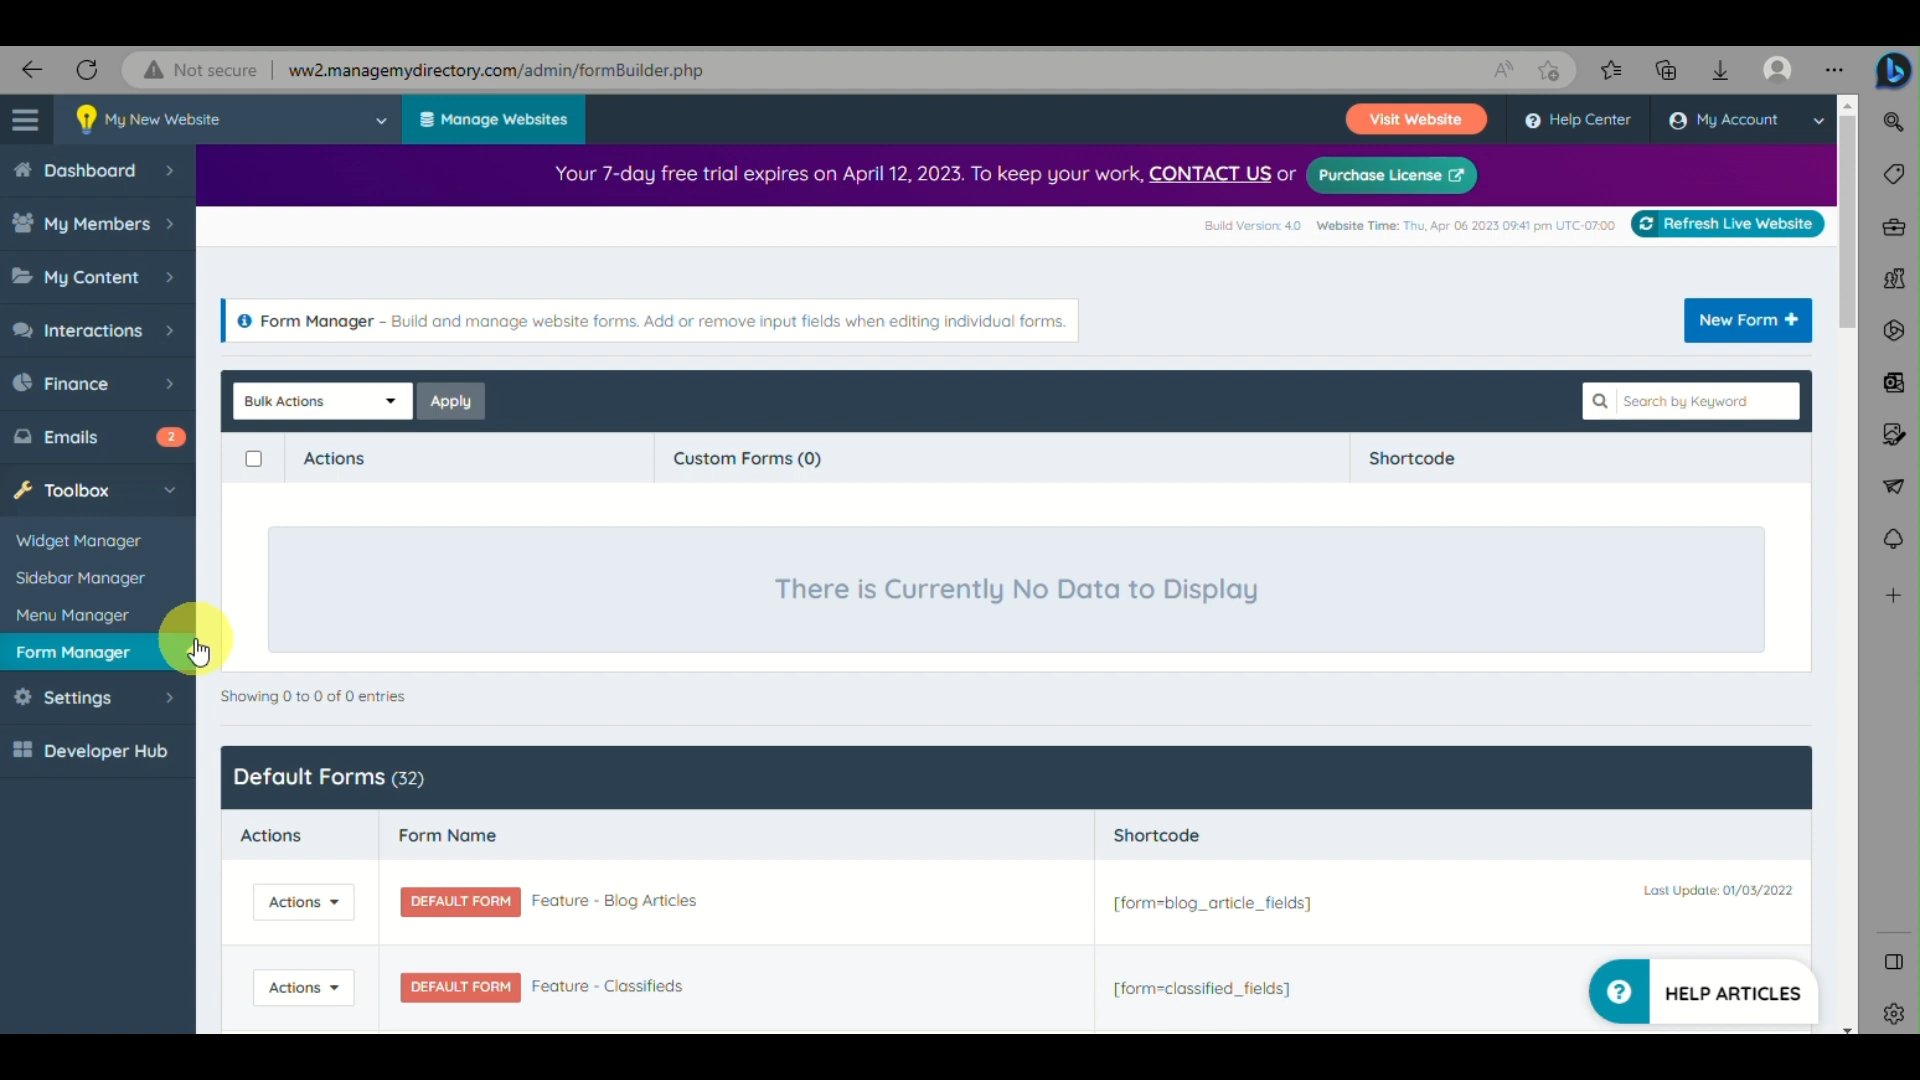 Not secure
ww2.managemydirectory.com/admin/formBuilder.php
My New Website
Manage Websites
Visit Website
Help Center
My Account
Dashboard
My Members
My Content
Interactions
Finance
Emails 2
Toolbox
Widget Manager
Sidebar Manager
Menu Manager
Form Manager
Settings
Developer Hub
Your 7-day free trial expires on April 12, 2023. To keep your work, CONTACT US or Purchase License
Build Version: 4.0 Website Time: Thu, Apr 06 2023 09:41 pm UTC-07:00 Refresh Live Website
Form Manager - Build and manage website forms. Add or remove input fields when editing individual forms.
New Form +
Bulk Actions Apply Search by Keyword
Actions Custom Forms (0) Shortcode
There is Currently No Data to Display
Showing 0 to 0 of 0 entries
Default Forms (32)
Actions Form Name Shortcode
Actions DEFAULT FORM Feature - Blog Articles [form=blog_article_fields] Last Update: 01/03/2022
Actions DEFAULT FORM Feature - Classifieds [form=classified_fields]
HELP ARTICLES